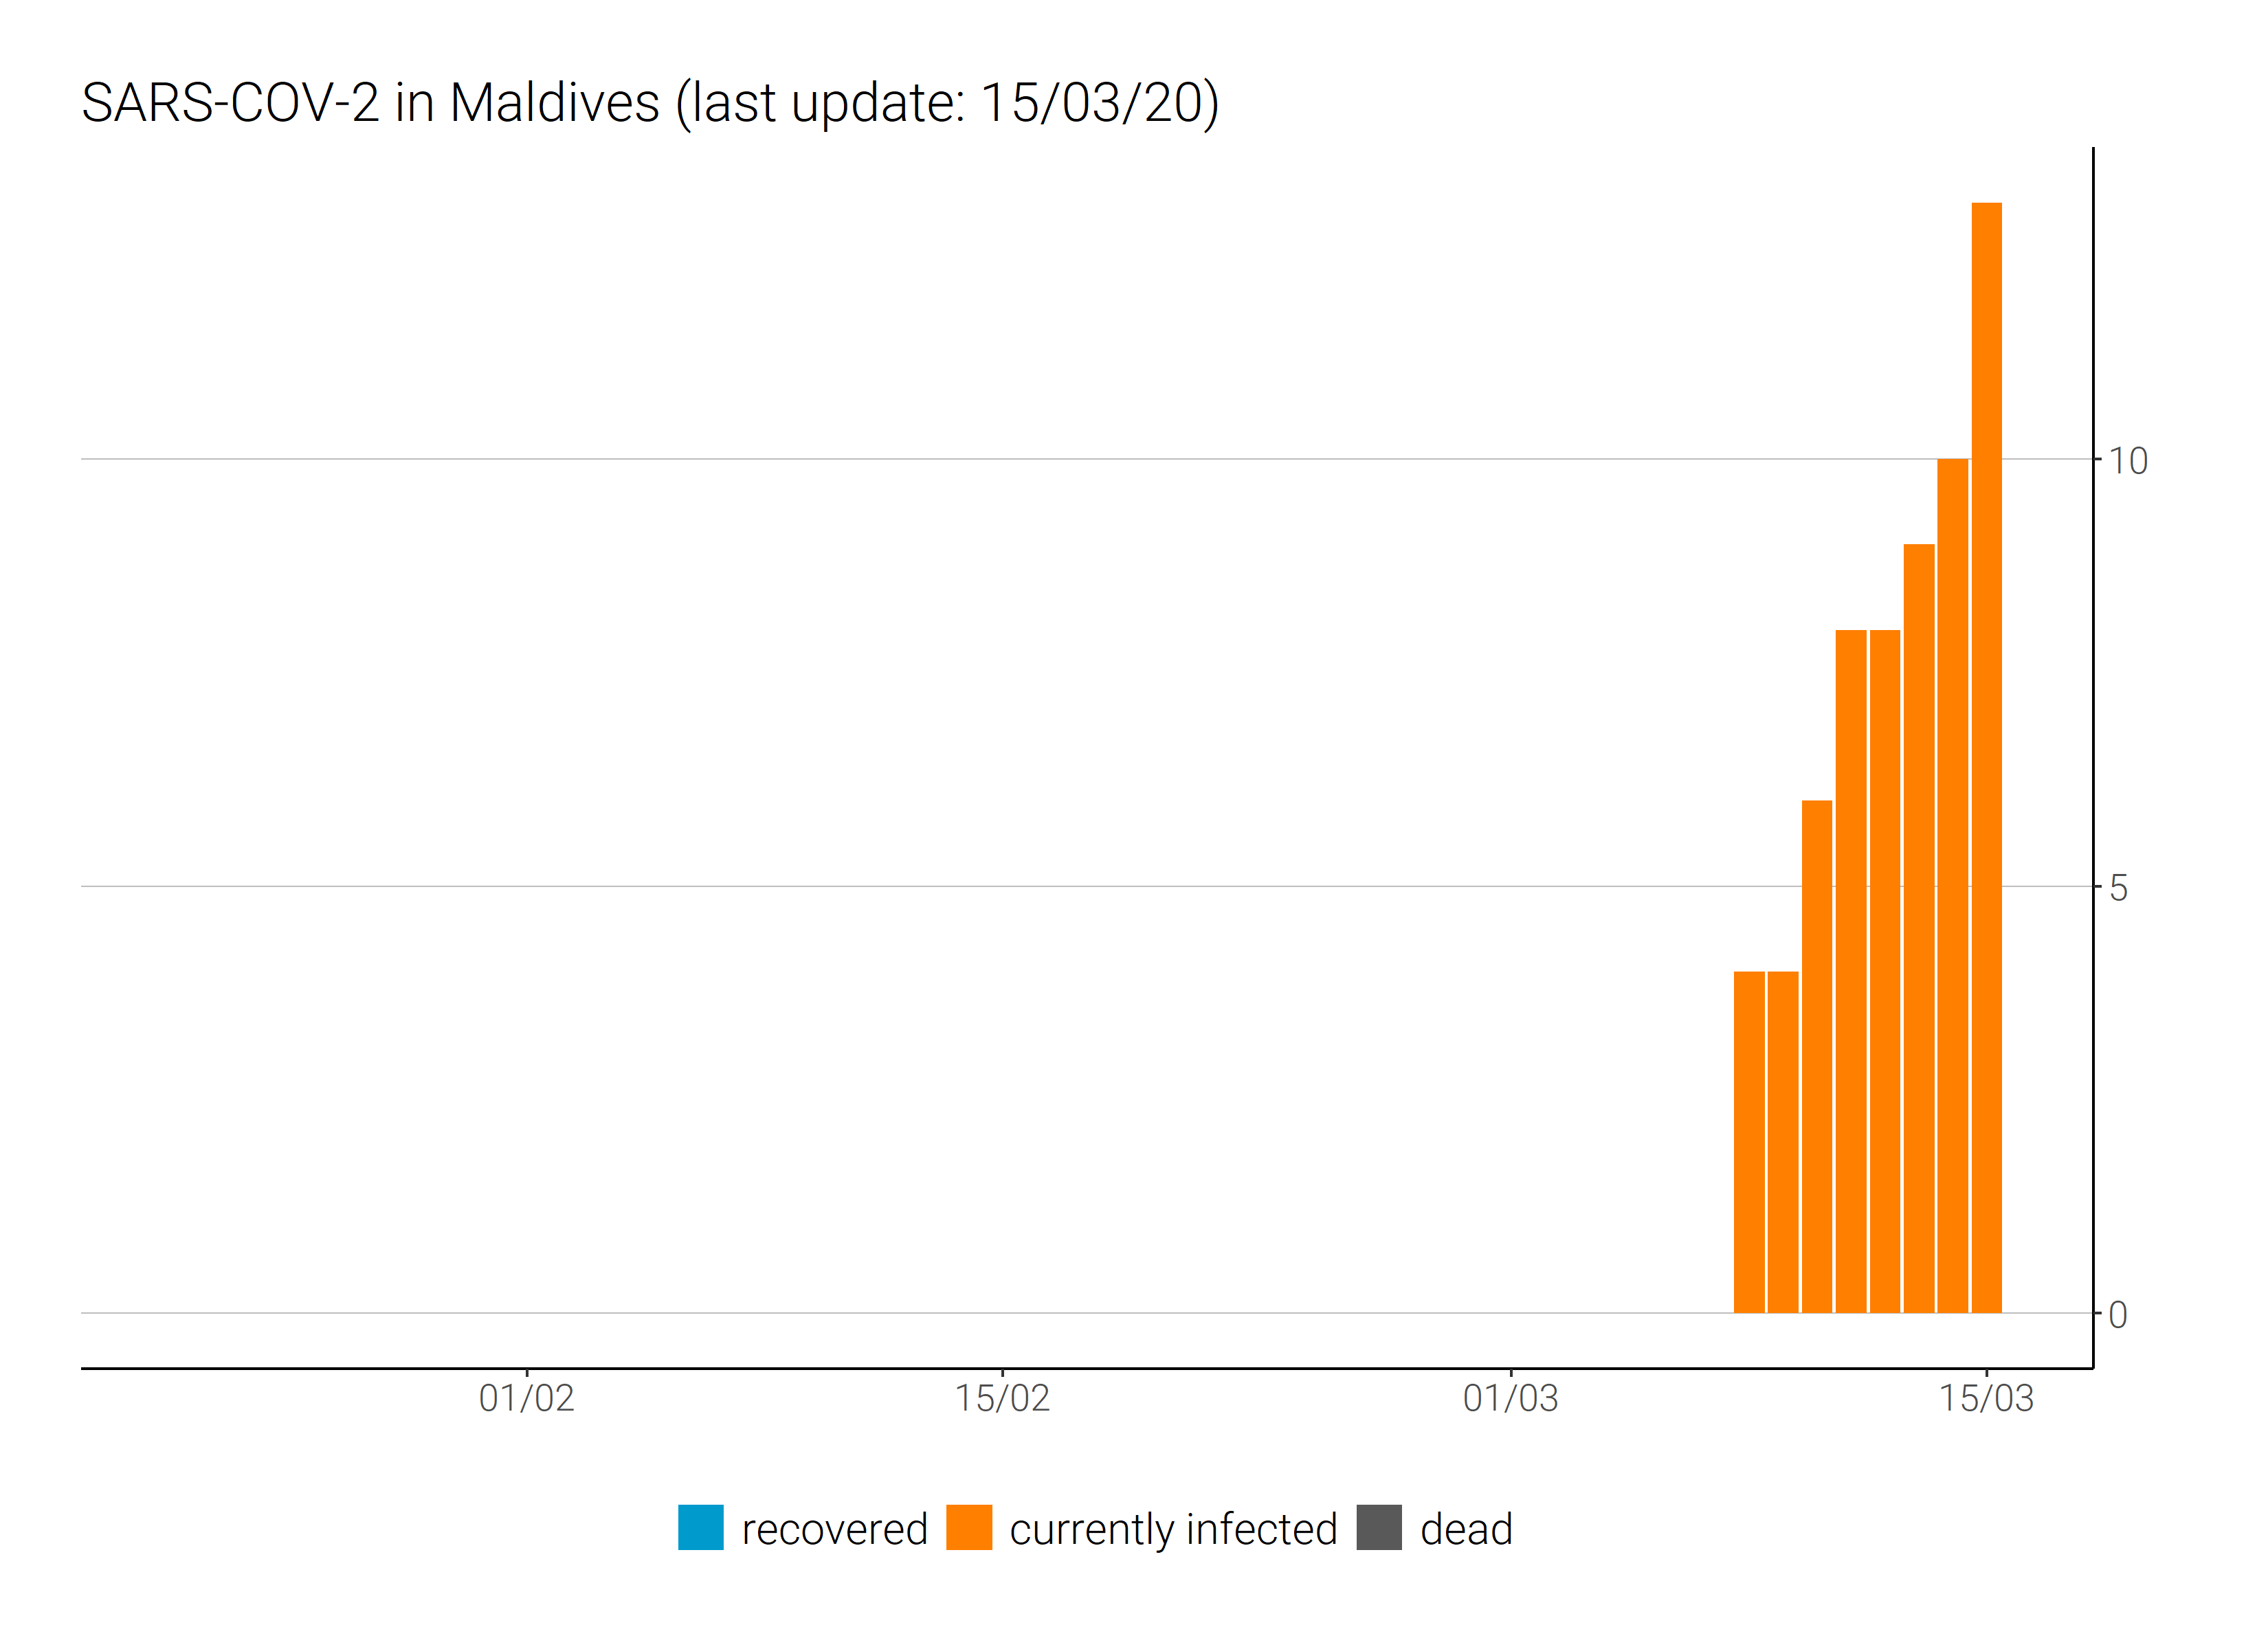 SARS-COV-2 in Maldives (last update: 15/03/20)
10
5
0
01/02 15/02 01/03 15/03
recovered currently infected dead